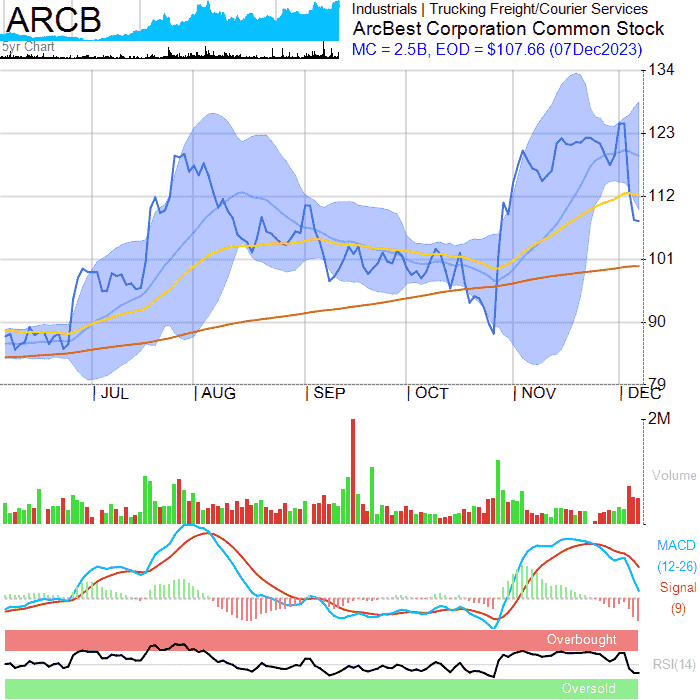 ARCB
5yr Chart
Industrials | Trucking Freight/Courier Services
ArcBest Corporation Common Stock
MC = 2.5B, EOD = $107.66 (07Dec2023)
134
123
112
101
90
79
JUL
AUG
SEP
OCT
NOV
DEC
2M
Volume
MACD
(12-26)
Signal
(9)
Overbought
RSI(14)
Oversold